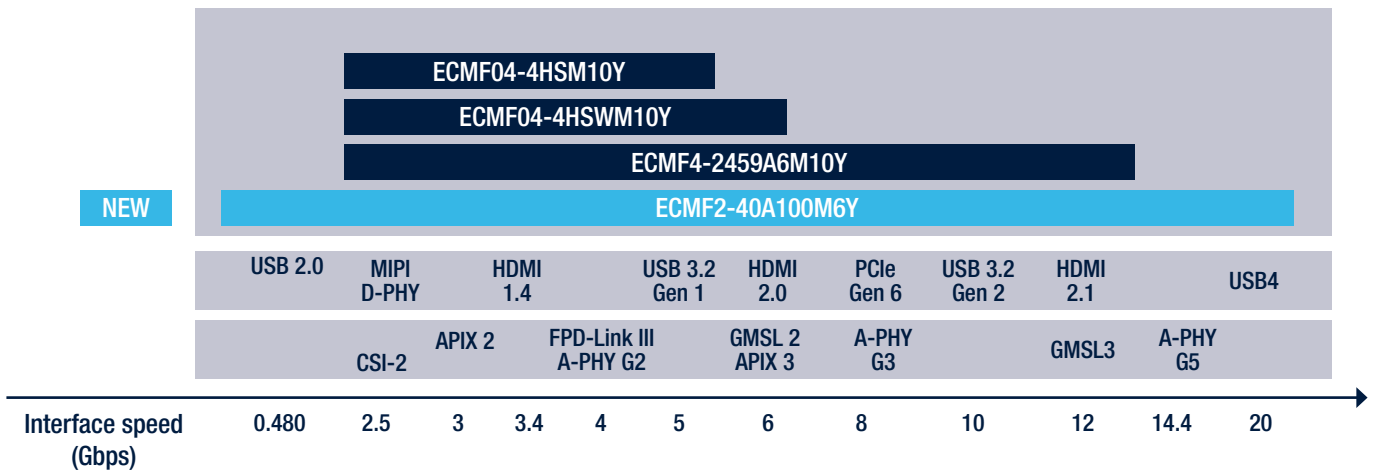 ECMF04-4HSM10Y
ECMF04-4HSWM10Y
ECMF4-2459A6M10Y
NEW
ECMF2-40A100M6Y
USB 2.0
MIPI
D-PHY
HDMI
1.4
USB 3.2
Gen 1
HDMI
2.0
PCIe
Gen 6
USB 3.2
Gen 2
HDMI
2.1
USB4
CSI-2
APIX 2
FPD-Link III
A-PHY G2
GMSL 2
APIX 3
A-PHY
G3
GMSL3
A-PHY
G5
Interface speed
(Gbps)
0.480 2.5 3 3.4 4 5 6 8 10 12 14.4 20